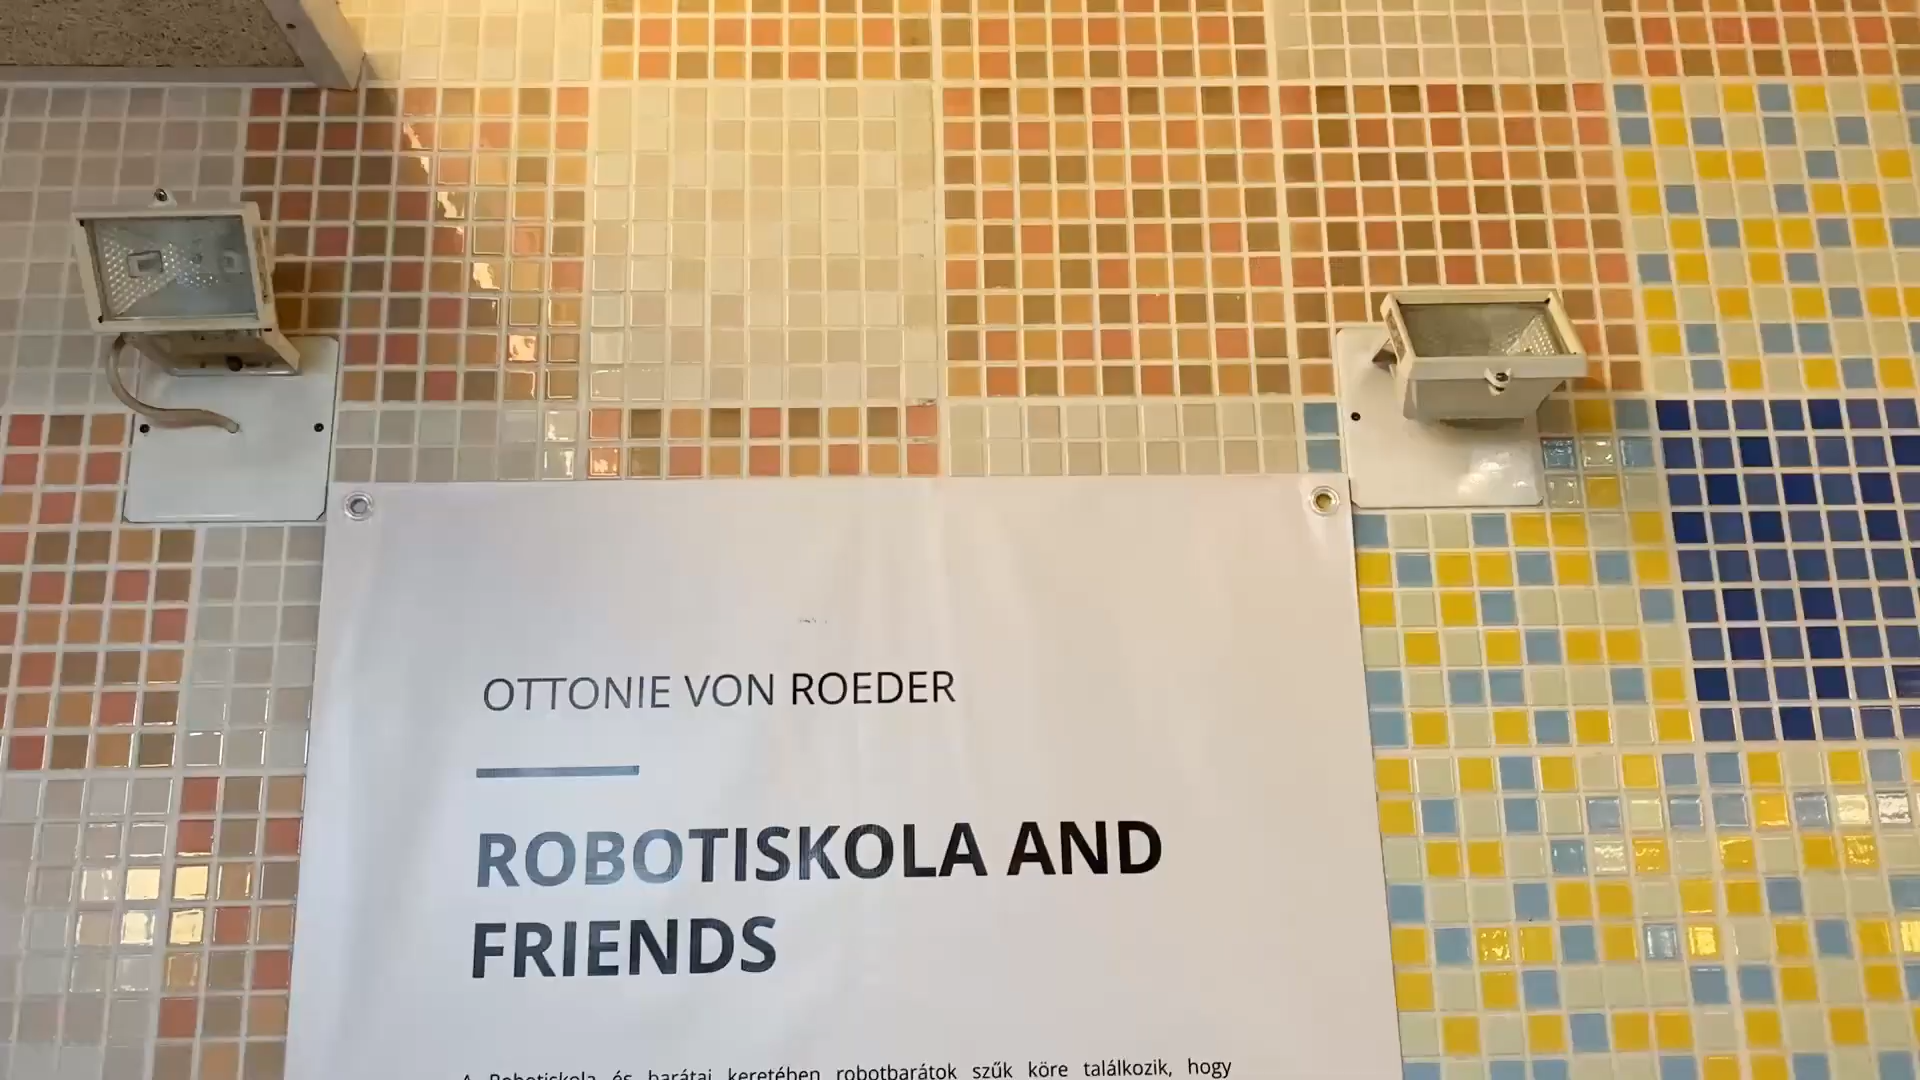 OTTONIE VON ROEDER
ROBOTISKOLA AND
FRIENDS
A Robotiskola és barátai keretében robotbarátok szűk köre találkozik, hogy